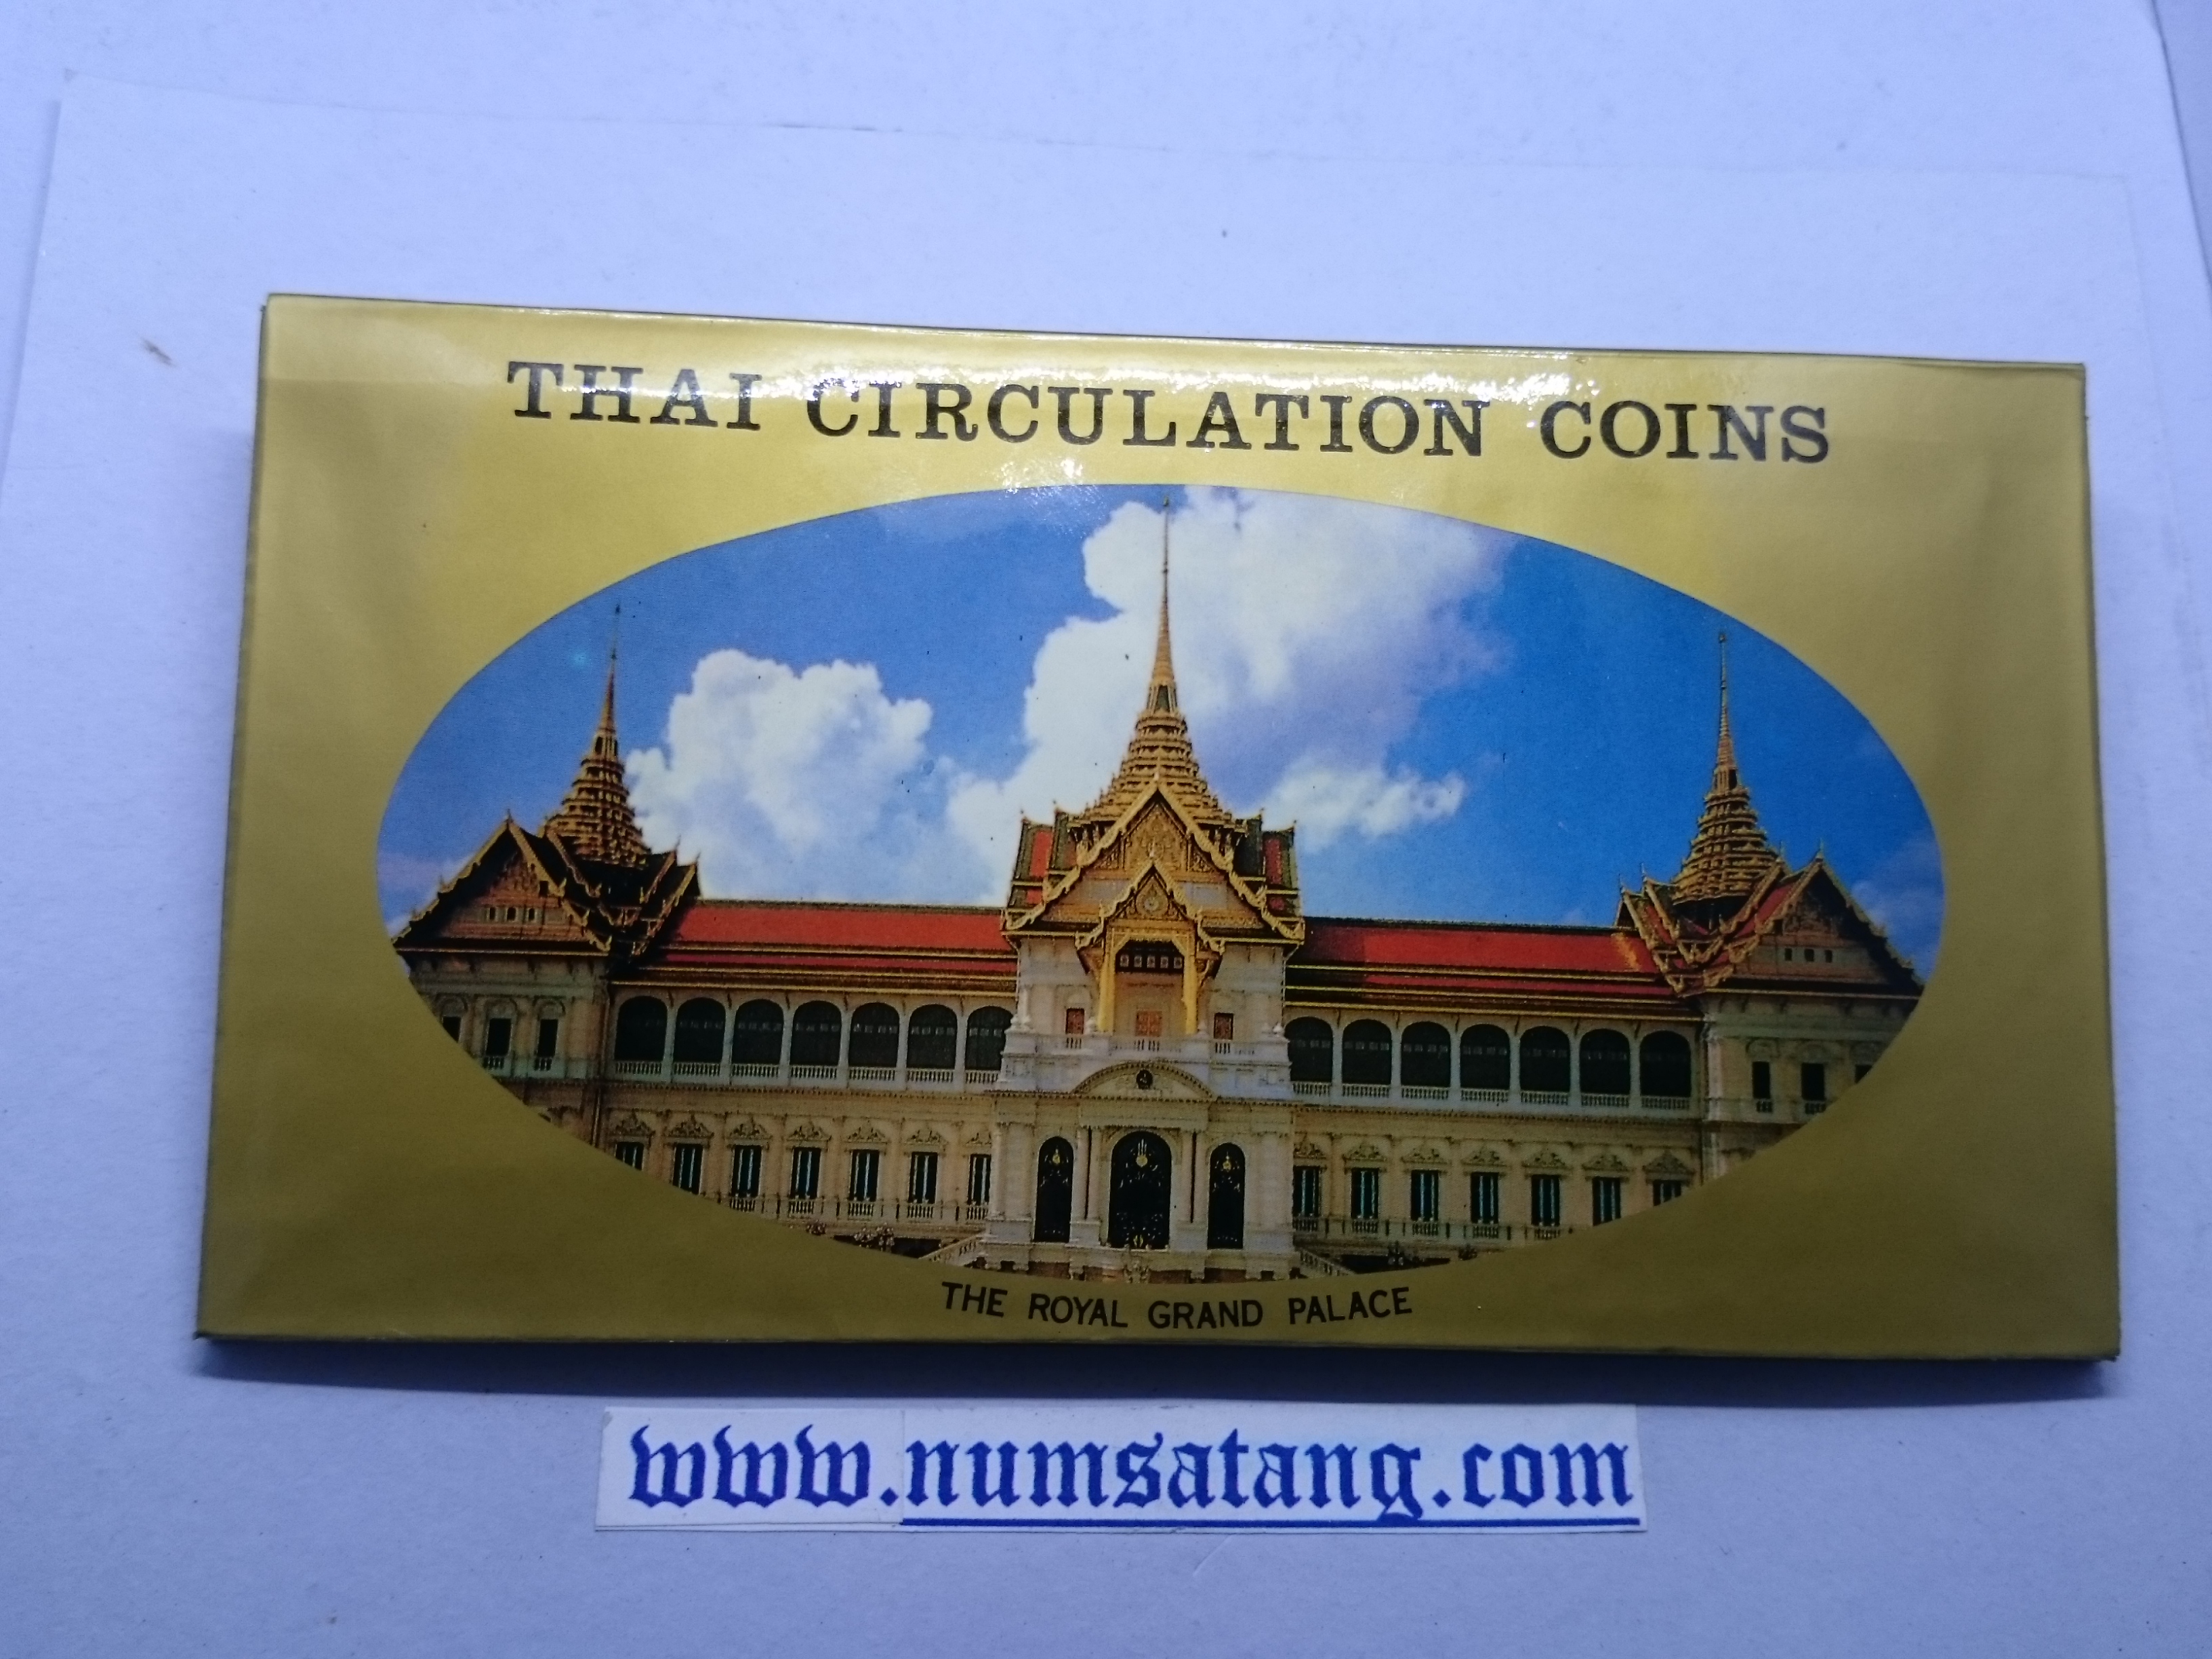 THAI CIRCULATION COINS
THE ROYAL GRAND PALACE
www.numsatang.com